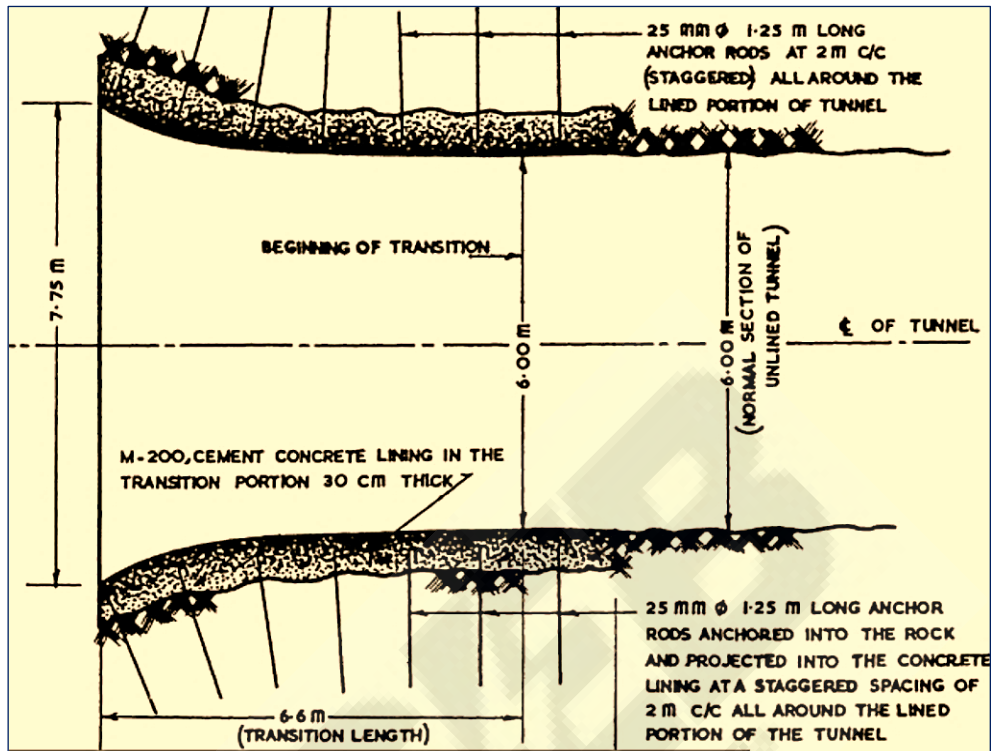 25 MM ϕ 1·25 M LONG
ANCHOR RODS AT 2M C/C
(STAGGERED) ALL AROUND THE
LINED PORTION OF TUNNEL
BEGINNING OF TRANSITION
7·75 M
6·00 M
6·00 M
(NORMAL SECTION OF
UNLINED TUNNEL)
℄ OF TUNNEL
M-200, CEMENT CONCRETE LINING IN THE
TRANSITION PORTION 30 CM THICK
25 MM ϕ 1·25 M LONG ANCHOR
RODS ANCHORED INTO THE ROCK
AND PROJECTED INTO THE CONCRETE
LINING AT A STAGGERED SPACING OF
2M C/C ALL AROUND THE LINED
PORTION OF THE TUNNEL
6·6 M
(TRANSITION LENGTH)